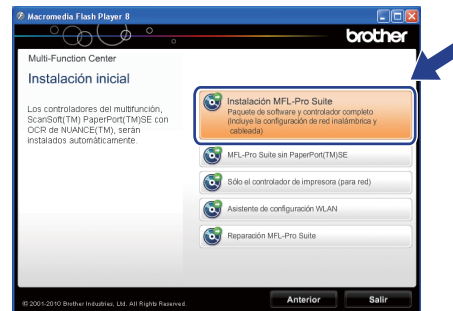 Macromedia Flash Player 8
brother
Multi-Function Center
Instalación inicial
Los controladores del multifunción,
ScanSoft(TM) PaperPort(TM)SE con
OCR de NUANCE(TM), serán
instalados automáticamente.
Instalación MFL-Pro Suite
Paquete de software y controlador completo
(Incluye la configuración de red inalámbrica y
cableada)
MFL-Pro Suite sin PaperPort(TM)SE
Sólo el controlador de impresora (para red)
Asistente de configuración WLAN
Reparación MFL-Pro Suite
© 2001-2010 Brother Industries, Ltd. All Rights Reserved.
Anterior
Salir